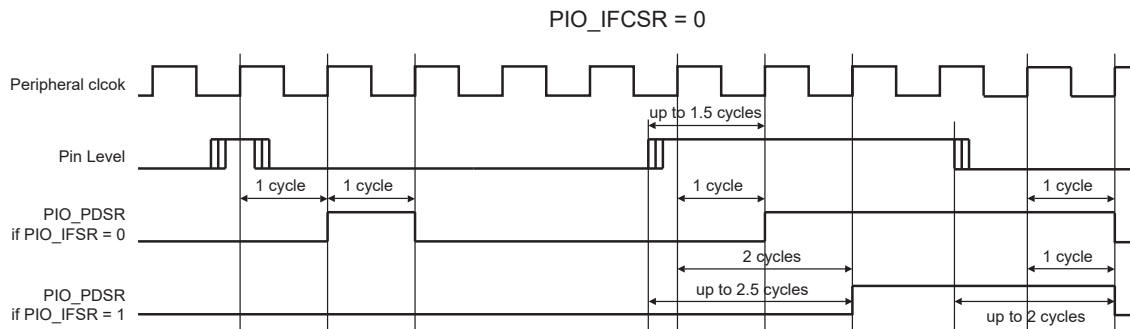 PIO_IFCSR = 0
Peripheral clcok
up to 1.5 cycles
Pin Level
1 cycle
1 cycle
1 cycle
1 cycle
PIO_PDSR
if PIO_IFSR = 0
2 cycles
1 cycle
PIO_PDSR
if PIO_IFSR = 1
up to 2.5 cycles
up to 2 cycles